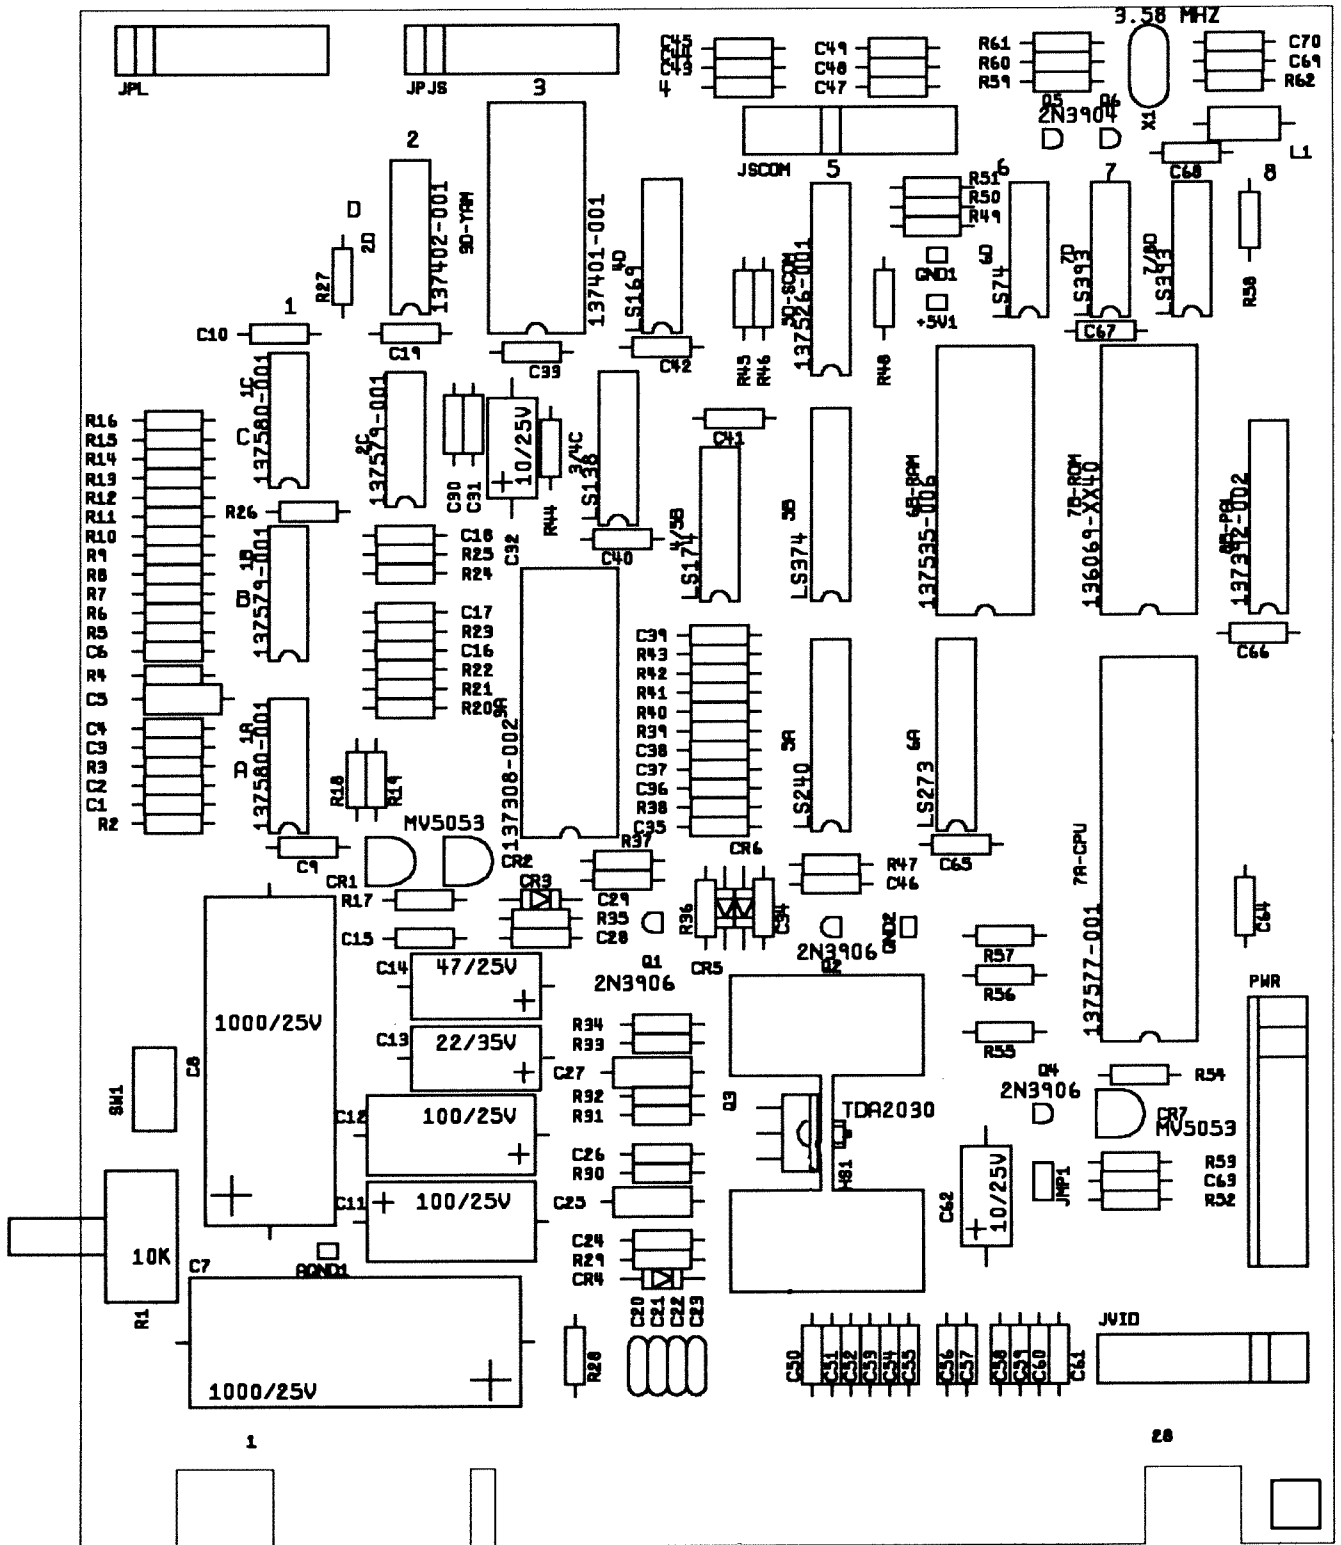 3.58 MHZ
JPL
JP JS
3
C45
C43
4
C49
C48
C47
R61
R60
R59
C70
C69
R62
Q5
Q6
2N3904
X1
L1
C68
JSCOM
5
2
D
2D
137402-001
9D-YAM
137401-001
4D
LS169
R27
1
C10
C19
C33
C42
R45
R46
5D-SCOM
137526-001
R48
R51
R50
R49
GND1
+5V1
6
6D
LS74
7
7D
LS393
7/8D
LS393
8
R58
C67
R16
R15
R14
R13
R12
R11
R10
R9
R8
R7
R6
R5
C6
R4
C5
C4
C3
R3
C2
C1
R2
1C
C
137580-001
R26
1B
B
137579-001
1A
A
137580-001
C9
2C
137579-001
C30
C31
10/25V
C32
R44
3/4C
LS138
C40
C41
4/5B
LS174
5B
LS374
6B-RAM
137535-006
7B-ROM
136069-XX40
8B-PAL
137392-002
C66
C18
R25
R24
C17
R23
C16
R22
R21
R20
R18
R19
3A
137308-002
C39
R43
R42
R41
R40
R39
C38
C37
C36
R38
C35
5A
LS240
6A
LS273
C65
7A-CPU
137577-001
C64
MV5053
CR1
CR2
R17
C15
CR3
R37
C29
R35
C28
CR6
R36
C34
CR5
R47
C46
GND2
2N3906
Q2
Q1
2N3906
R57
R56
R55
PWR
C14
47/25V
C13
22/35V
C12
100/25V
C11
100/25V
C8
1000/25V
SW1
10K
R1
AGND1
C7
1000/25V
R34
R33
C27
R32
R31
C26
R30
C25
C24
R29
CR4
C20
C21
C22
C23
R28
Q3
TDA2030
HS1
Q4
2N3906
R54
CR7
MV5053
C62
10/25V
JMP1
R53
C63
R52
C50
C51
C52
C53
C54
C55
C56
C57
C58
C59
C60
C61
JVID
1
28